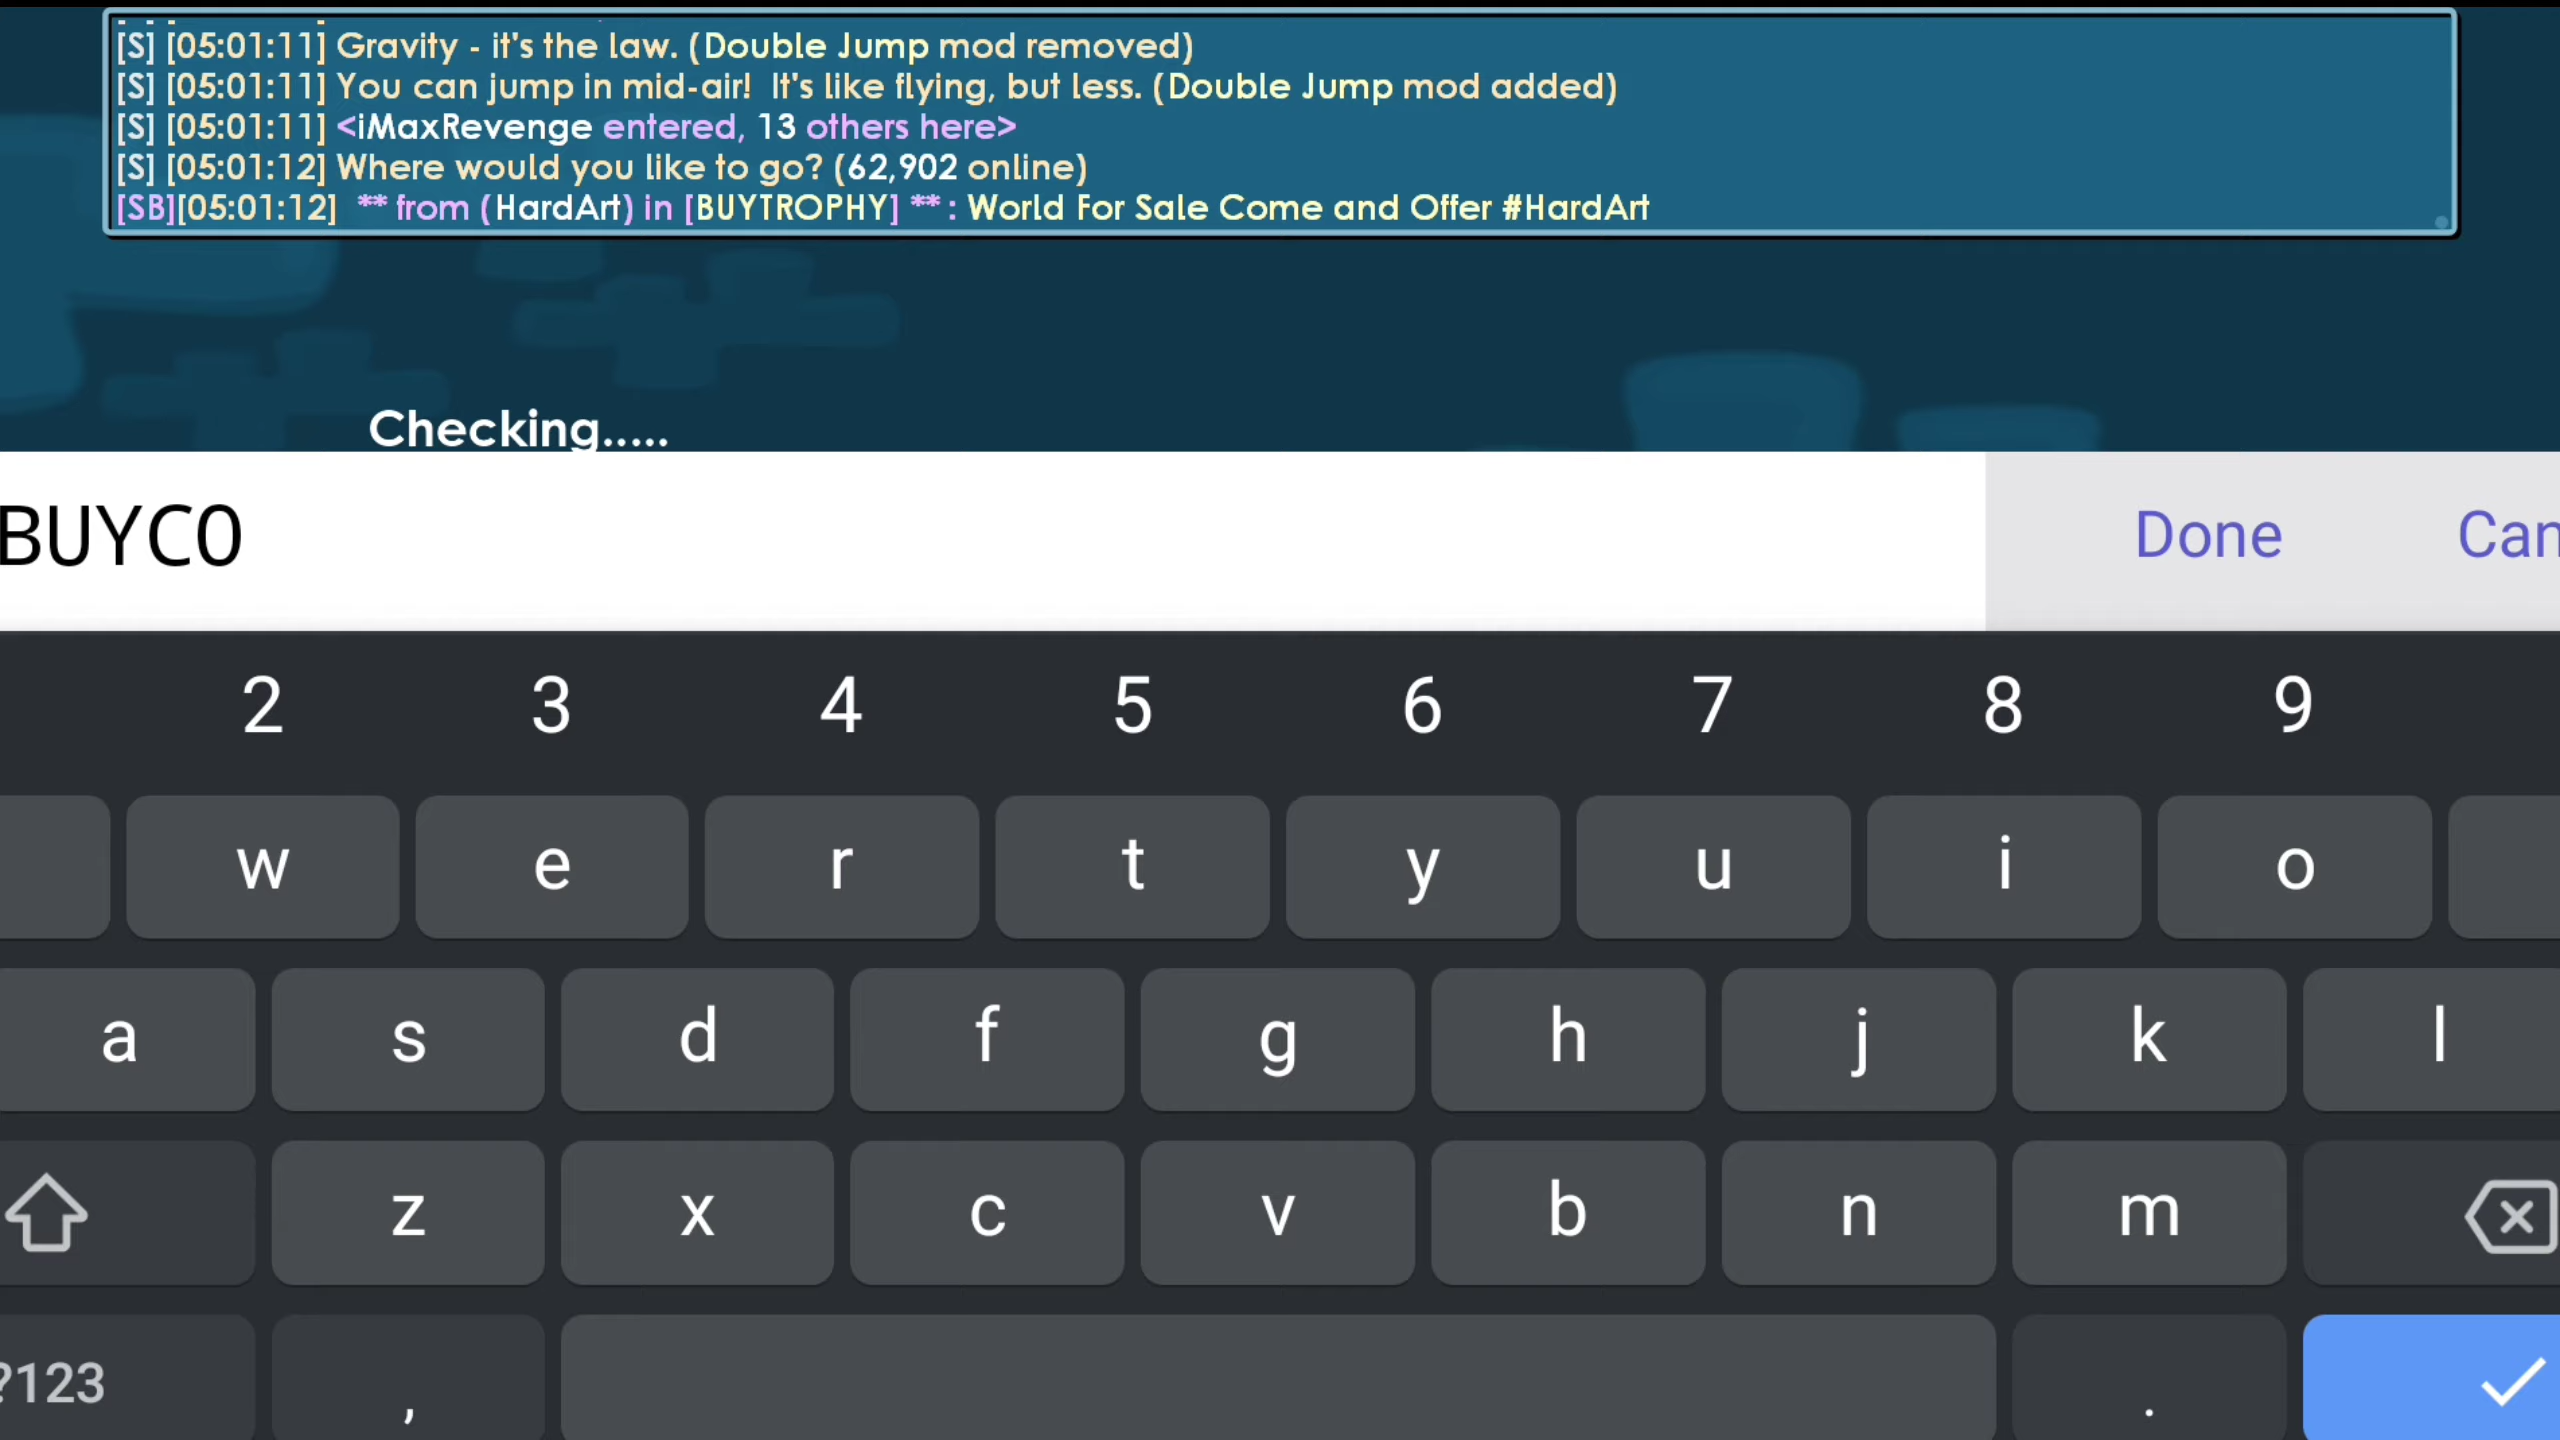 [S] [05:01:11] Gravity - it's the law. (Double Jump mod removed)
[S] [05:01:11] You can jump in mid-air!  It's like flying, but less. (Double Jump mod added)
[S] [05:01:11] <iMaxRevenge entered, 13 others here>
[S] [05:01:12] Where would you like to go? (62,902 online)
[SB][05:01:12]  ** from (HardArt) in [BUYTROPHY] ** : World For Sale Come and Offer #HardArt
Checking.....
BUYCO
Done Can
2 3 4 5 6 7 8 9
w e r t y u i o
a s d f g h j k l
z x c v b n m
?123 , .